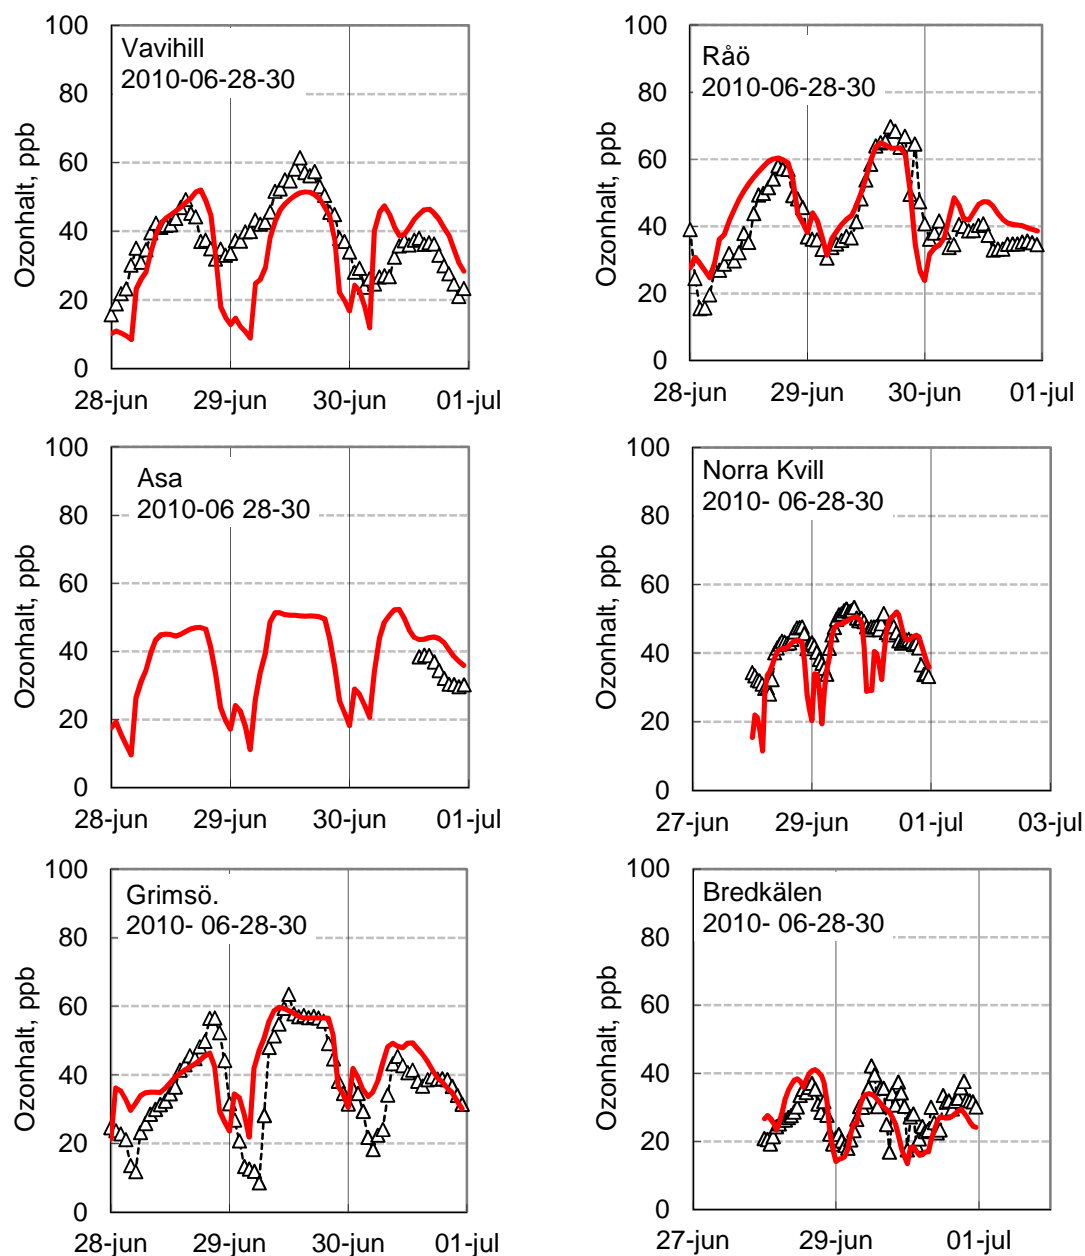 100
80
60
40
20
0
Ozonhalt, ppb
Vavihill
2010-06-28-30
28-jun 29-jun 30-jun 01-jul
100
80
60
40
20
0
Ozonhalt, ppb
Råö
2010-06-28-30
28-jun 29-jun 30-jun 01-jul
100
80
60
40
20
0
Ozonhalt, ppb
Asa
2010-06 28-30
28-jun 29-jun 30-jun 01-jul
100
80
60
40
20
0
Ozonhalt, ppb
Norra Kvill
2010- 06-28-30
27-jun 29-jun 01-jul 03-jul
100
80
60
40
20
0
Ozonhalt, ppb
Grimsö.
2010- 06-28-30
28-jun 29-jun 30-jun 01-jul
100
80
60
40
20
0
Ozonhalt, ppb
Bredkälen
2010- 06-28-30
27-jun 29-jun 01-jul